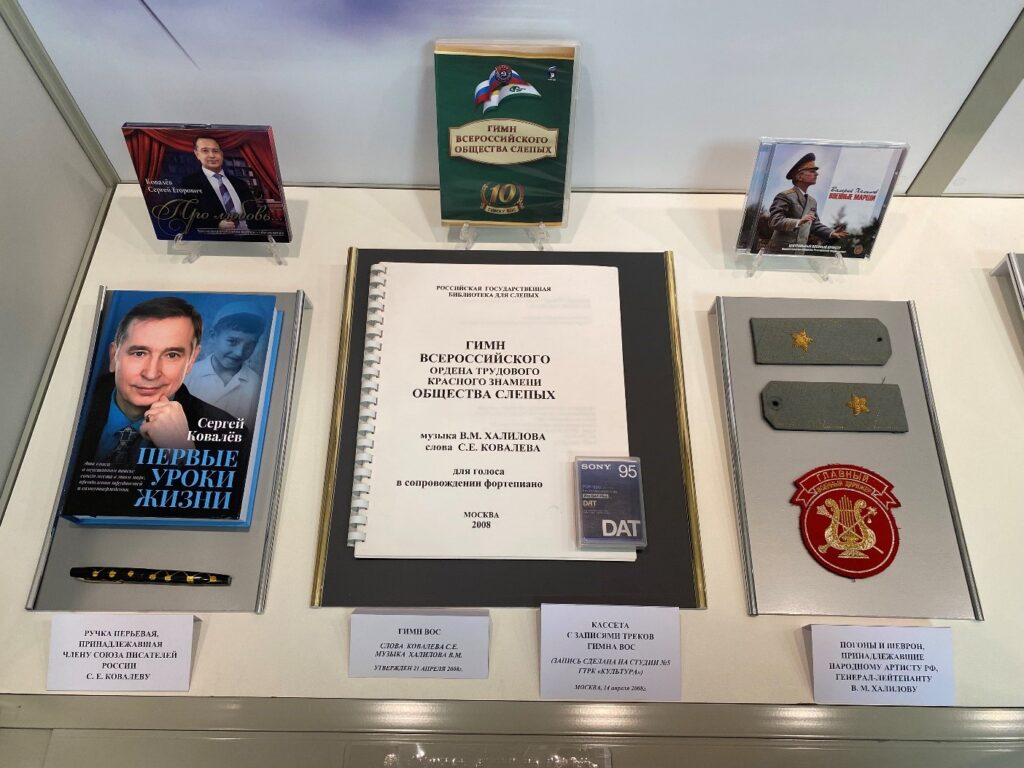 Ковалёв
Сергей Егорович
Про любовь...
ГИМН
ВСЕРОССИЙСКОГО
ОБЩЕСТВА СЛЕПЫХ
10
Валерий Халилов
ВОЕННЫЕ МАРШИ
Сергей
Ковалёв
ПЕРВЫЕ
УРОКИ
ЖИЗНИ
РОССИЙСКАЯ ГОСУДАРСТВЕННАЯ
БИБЛИОТЕКА ДЛЯ СЛЕПЫХ
ГИМН
ВСЕРОССИЙСКОГО
ОРДЕНА ТРУДОВОГО
КРАСНОГО ЗНАМЕНИ
ОБЩЕСТВА СЛЕПЫХ
музыка В.М. ХАЛИЛОВА
слова С.Е. КОВАЛЕВА
для голоса
в сопровождении фортепиано
МОСКВА
2008
SONY 95
DAT
DAT
ГЛАВНЫЙ
ВОЕННЫЙ ДИРИЖЕР
РУЧКА ПЕРЬЕВАЯ,
ПРИНАДЛЕЖАВШАЯ
ЧЛЕНУ СОЮЗА ПИСАТЕЛЕЙ
РОССИИ
С. Е. КОВАЛЕВУ
ГИМН ВОС
СЛОВА КОВАЛЕВА С.Е.
МУЗЫКА ХАЛИЛОВА В.М.
УТВЕРЖДЕН 21 АПРЕЛЯ 2008г.
КАССЕТА
С ЗАПИСЯМИ ТРЕКОВ
ГИМНА ВОС
(ЗАПИСЬ СДЕЛАНА НА СТУДИИ №5
ГТРК «КУЛЬТУРА»)
МОСКВА, 14 апреля 2008г.
ПОГОНЫ И ШЕВРОН,
ПРИНАДЛЕЖАВШИЕ
НАРОДНОМУ АРТИСТУ РФ,
ГЕНЕРАЛ-ЛЕЙТЕНАНТУ
В. М. ХАЛИЛОВУ